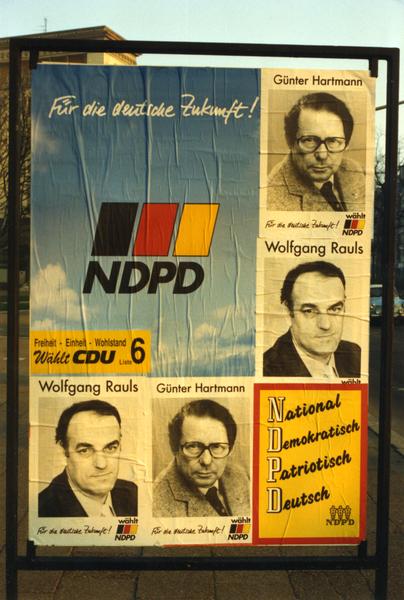 Für die deutsche Zukunft!
NDPD
Freiheit - Einheit - Wohlstand
Wählt CDU Liste 6
Günter Hartmann
Für die deutsche Zukunft!
wählt
NDPD
Wolfgang Rauls
wählt
Wolfgang Rauls
Für die deutsche Zukunft!
wählt
NDPD
Günter Hartmann
Für die deutsche Zukunft!
wählt
NDPD
National
Demokratisch
Patriotisch
Deutsch
NDPD